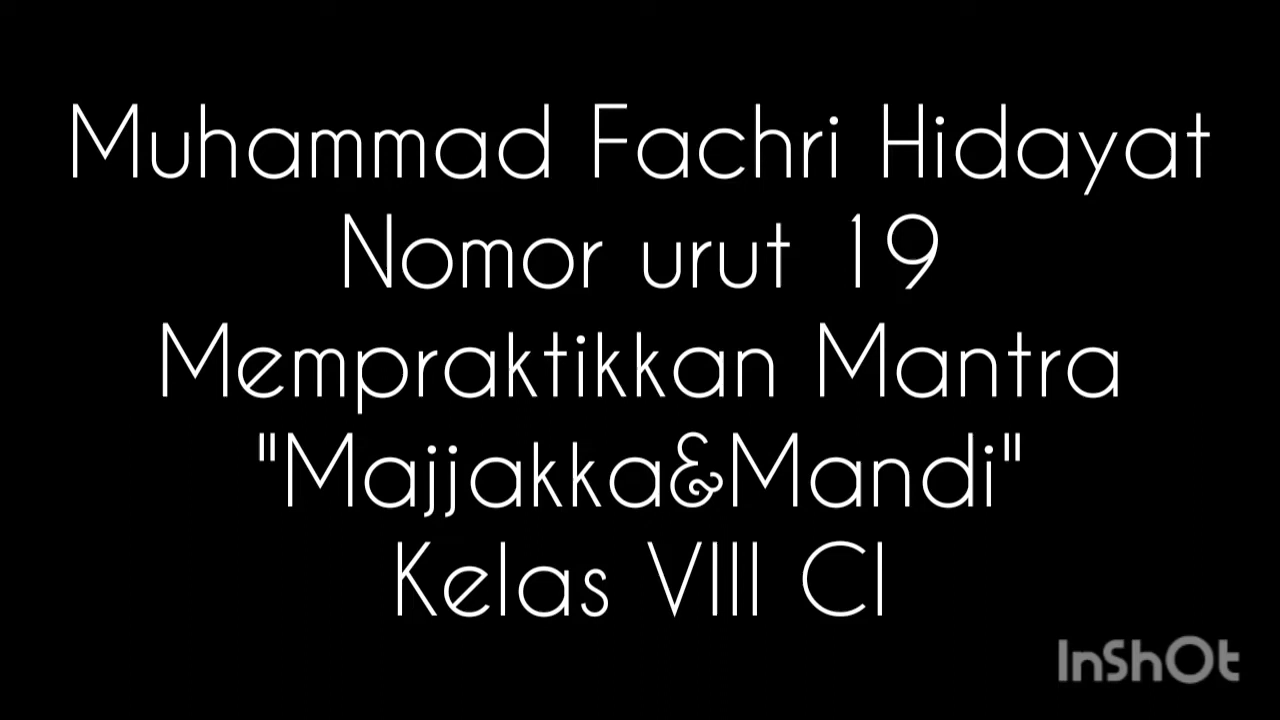 Muhammad Fachri Hidayat
Nomor urut 19
Mempraktikkan Mantra
"Majjakka&Mandi"
Kelas VIII CI
InShOt